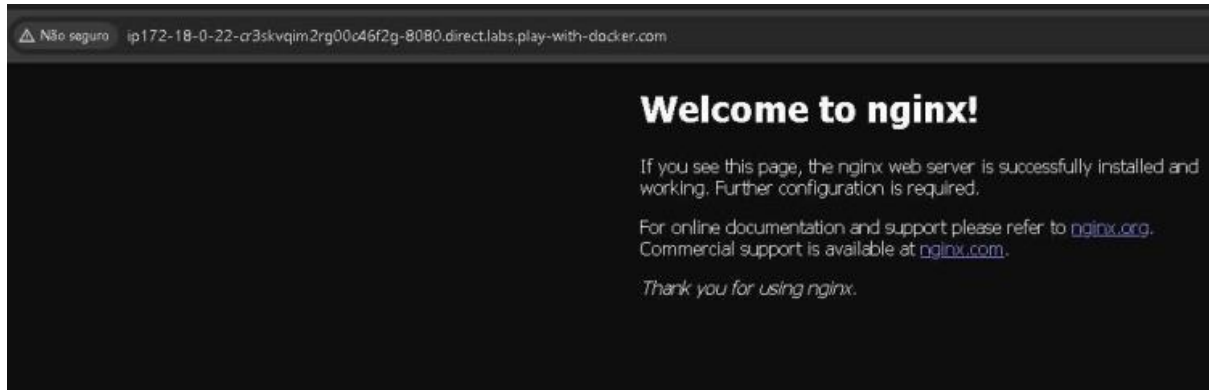 Não seguro ip172-18-0-22-cr3skvqim2rg00c46f2g-8080.direct.labs.play-with-docker.com
Welcome to nginx!
If you see this page, the nginx web server is successfully installed and
working. Further configuration is required.
For online documentation and support please refer to nginx.org.
Commercial support is available at nginx.com.
Thank you for using nginx.